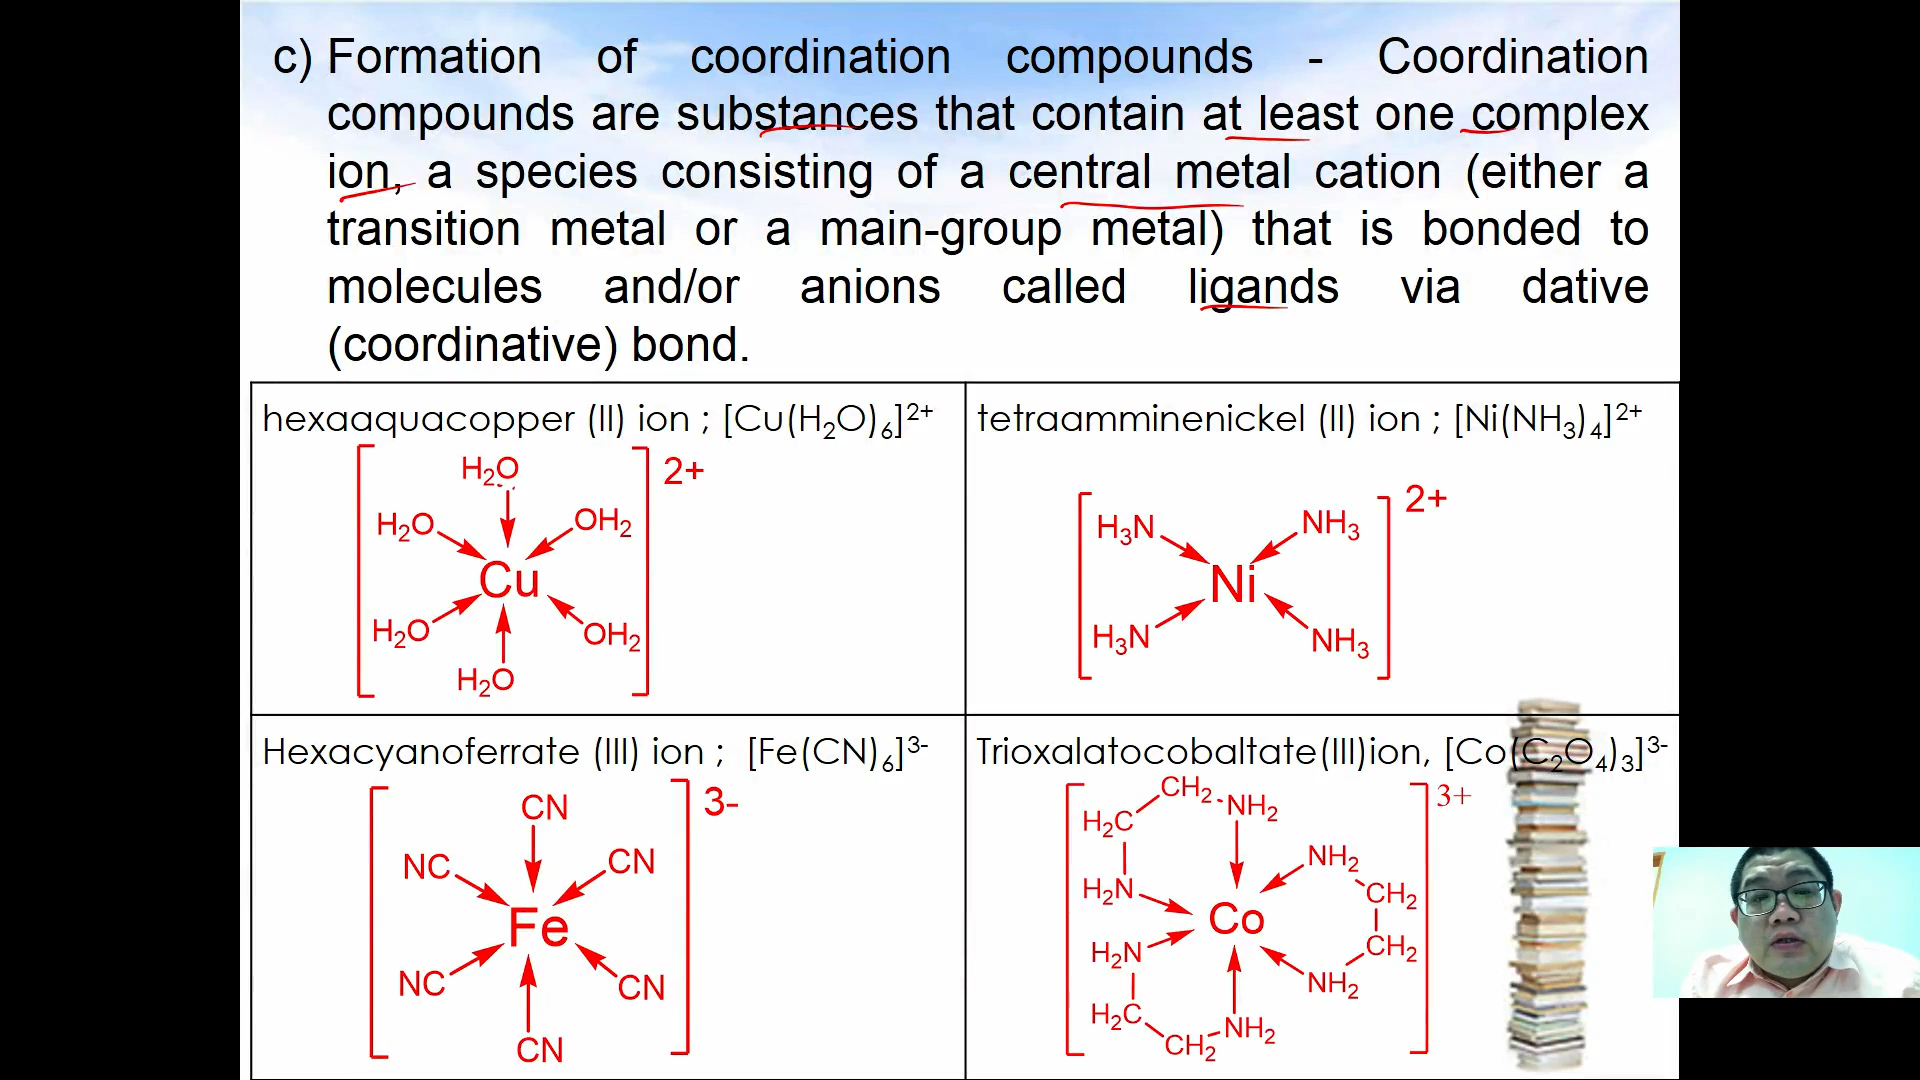 c) Formation of coordination compounds - Coordination
compounds are substances that contain at least one complex
ion, a species consisting of a central metal cation (either a
transition metal or a main-group metal) that is bonded to
molecules and/or anions called ligands via dative
(coordinative) bond.
hexaaquacopper (II) ion ; [Cu(H₂O)₆]²⁺
H₂O
2+
H₂O
OH₂
Cu
H₂O
OH₂
H₂O
tetraamminenickel (II) ion ; [Ni(NH₃)₄]²⁺
2+
H₃N
NH₃
Ni
H₃N
NH₃
Hexacyanoferrate (III) ion ; [Fe(CN)₆]³⁻
3-
CN
NC
CN
Fe
NC
CN
CN
Trioxalatocobaltate(III)ion, [Co(C₂O₄)₃]³⁻
3+
CH₂
NH₂
H₂C
NH₂
H₂N
CH₂
Co
H₂N
CH₂
NH₂
H₂C
NH₂
CH₂